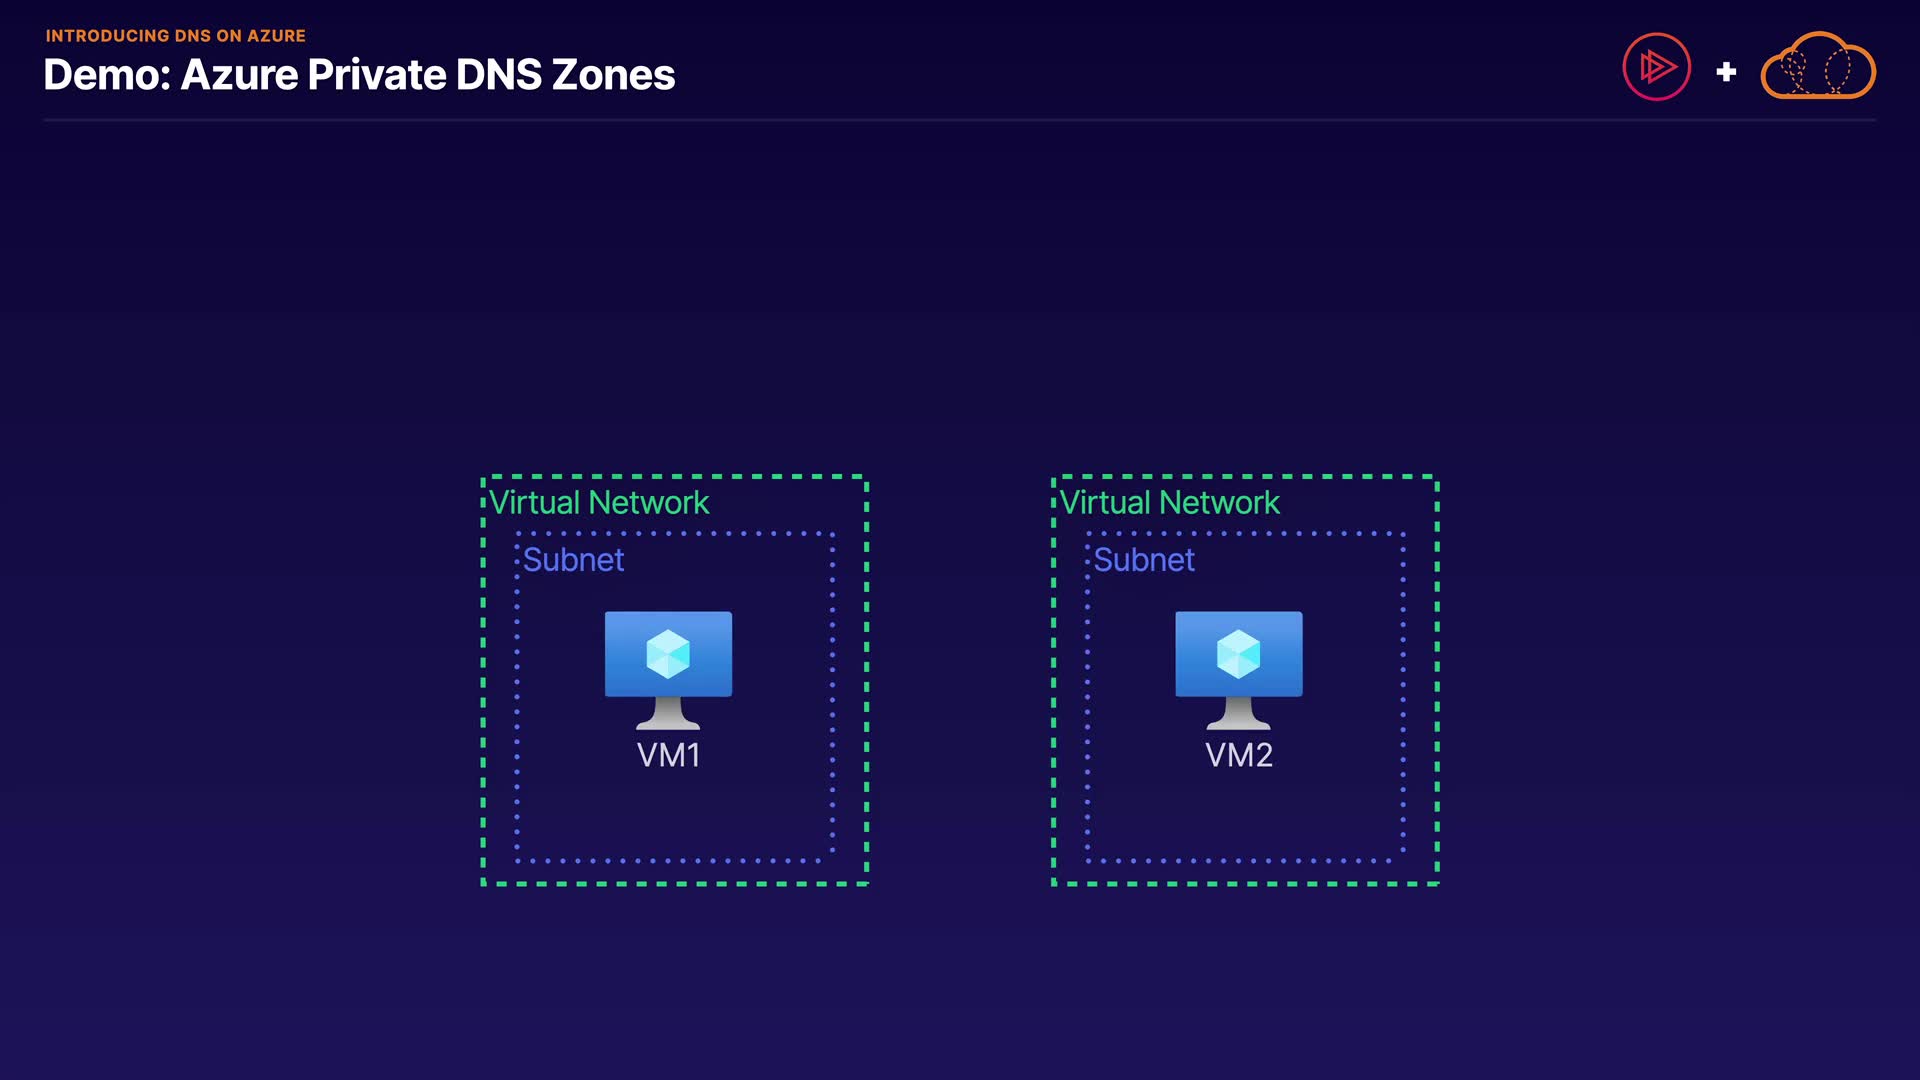 INTRODUCING DNS ON AZURE
Demo: Azure Private DNS Zones
Virtual Network
Subnet
VM1
Virtual Network
Subnet
VM2